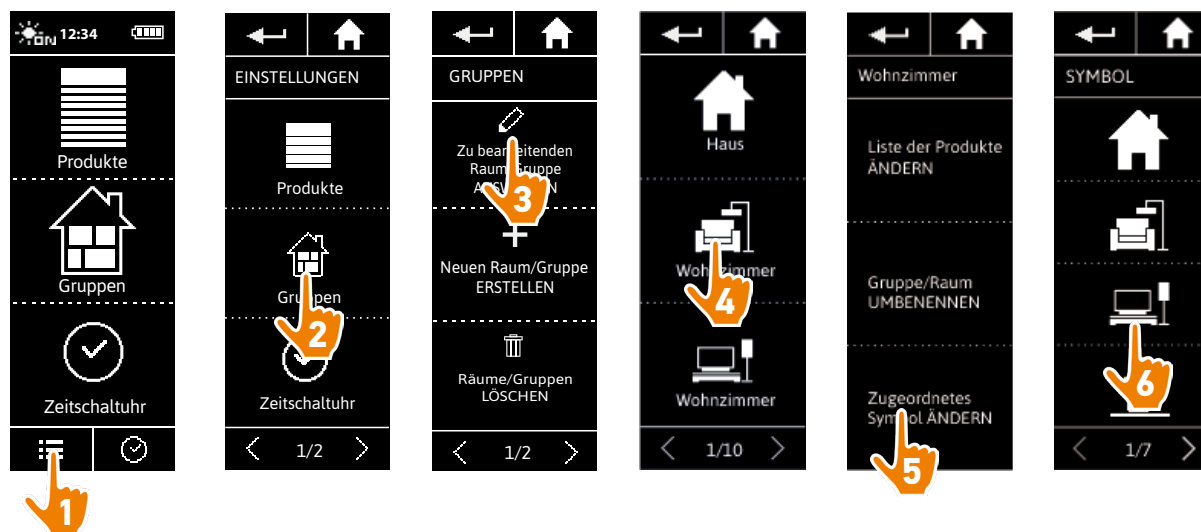 ON 12:34
Produkte
Gruppen
Zeitschaltuhr
1
EINSTELLUNGEN
Produkte
Gruppen
2
Zeitschaltuhr
1/2
GRUPPEN
Zu bearbeitenden
Raum/Gruppe
3
Neuen Raum/Gruppe
ERSTELLEN
Räume/Gruppen
LÖSCHEN
1/2
Haus
Wohnzimmer
4
Wohnzimmer
1/10
Wohnzimmer
Liste der Produkte
ÄNDERN
Gruppe/Raum
UMBENENNEN
Zugeordnetes
Symbol ÄNDERN
5
SYMBOL
6
1/7